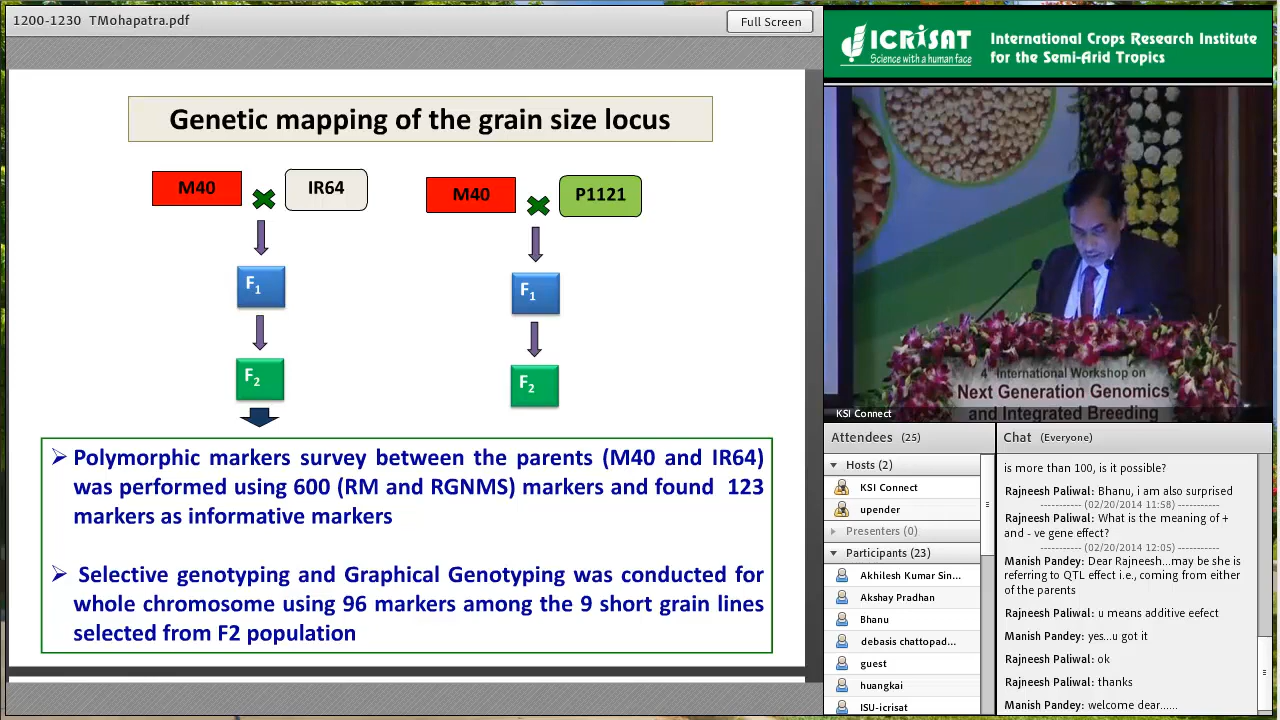 1200-1230 TMohapatra.pdf
Full Screen
Genetic mapping of the grain size locus
M40
IR64
M40
P1121
F1
F1
F2
F2
Polymorphic markers survey between the parents (M40 and IR64)
was performed using 600 (RM and RGNMS) markers and found 123
markers as informative markers
Selective genotyping and Graphical Genotyping was conducted for
whole chromosome using 96 markers among the 9 short grain lines
selected from F2 population
ICRISAT
Science with a human face
International Crops Research Institute
for the Semi-Arid Tropics
4th International Workshop on
Next Generation Genomics
and Integrated Breeding
KSI Connect
Attendees (25)
Hosts (2)
KSI Connect
upender
Presenters (0)
Participants (23)
Akhilesh Kumar Sin...
Akshay Pradhan
Bhanu
debasis chattopad...
guest
huangkai
ISU-icrisat
Chat (Everyone)
is more than 100, is it possible?
Rajneesh Paliwal: Bhanu, i am also surprised
----------- (02/20/2014 11:58) -----------
Rajneesh Paliwal: What is the meaning of +
and - ve gene effect?
----------- (02/20/2014 12:05) -----------
Manish Pandey: Dear Rajneesh...may be she is
referring to QTL effect i.e., coming from either
of the parents
Rajneesh Paliwal: u means additive eefect
Manish Pandey: yes...u got it
Rajneesh Paliwal: ok
Rajneesh Paliwal: thanks
Manish Pandey: welcome dear......